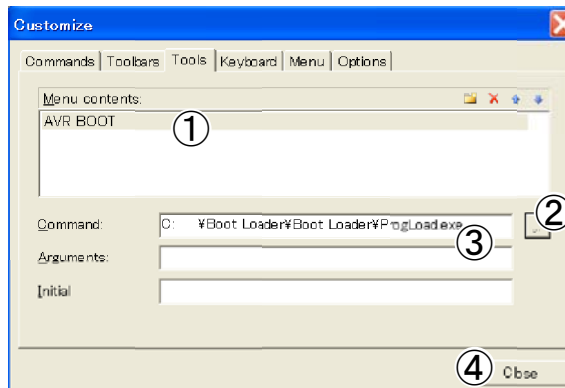 Customize
Commands Toolbars Tools Keyboard Menu Options
Menu contents:
AVR BOOT
①
②
Command: C: ¥Boot Loader¥Boot Loader¥ProgLoad.exe
③
Arguments:
Initial
④ Close